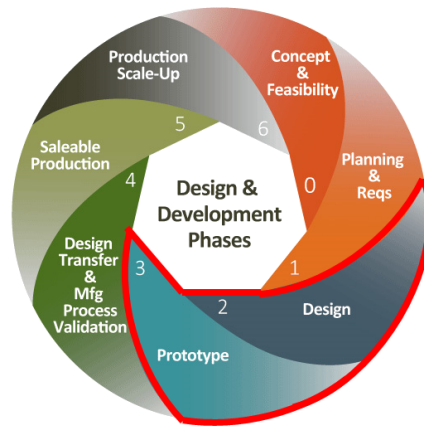 Production
Scale-Up
Concept
&
Feasibility
Saleable
Production
Planning
&
Reqs
Design &
Development
Phases
Design
Transfer
&
Mfg
Process
Validation
Prototype
Design
0
1
2
3
4
5
6